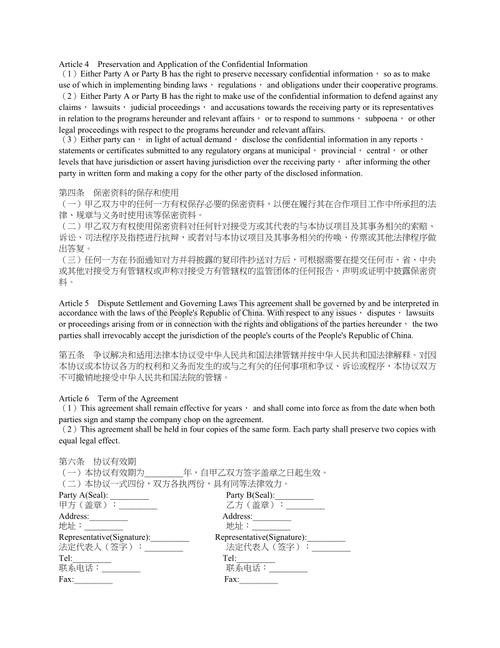 Article 4　Preservation and Application of the Confidential Information
（1）Either Party A or Party B has the right to preserve necessary confidential information， so as to make
use of which in implementing binding laws， regulations， and obligations under their cooperative programs.
（2）Either Party A or Party B has the right to make use of the confidential information to defend against any
claims， lawsuits， judicial proceedings， and accusations towards the receiving party or its representatives
in relation to the programs hereunder and relevant affairs， or to respond to summons， subpoena， or other
legal proceedings with respect to the programs hereunder and relevant affairs.
（3）Either party can， in light of actual demand， disclose the confidential information in any reports，
statements or certificates submitted to any regulatory organs at municipal， provincial， central， or other
levels that have jurisdiction or assert having jurisdiction over the receiving party， after informing the other
party in written form and making a copy for the other party of the disclosed information.
第四条　保密资料的保存和使用
（一）甲乙双方中的任何一方有权保存必要的保密资料，以便在履行其在合作项目工作中所承担的法
律、规章与义务时使用该等保密资料。
（二）甲乙双方有权使用保密资料对任何针对接受方或其代表的与本协议项目及其事务相关的索赔、
诉讼、司法程序及指控进行抗辩，或者对与本协议项目及其事务相关的传唤、传票或其他法律程序做
出答复。
（三）任何一方在书面通知对方并将披露的复印件抄送对方后，可根据需要在提交任何市、省、中央
或其他对接受方有管辖权或声称对接受方有管辖权的监管团体的任何报告、声明或证明中披露保密资
料。
Article 5　Dispute Settlement and Governing Laws This agreement shall be governed by and be interpreted in
accordance with the laws of the People's Republic of China. With respect to any issues， disputes， lawsuits
or proceedings arising from or in connection with the rights and obligations of the parties hereunder， the two
parties shall irrevocably accept the jurisdiction of the people's courts of the People's Republic of China.
第五条　争议解决和适用法律本协议受中华人民共和国法律管辖并按中华人民共和国法律解释。对因
本协议或本协议各方的权利和义务而发生的或与之有关的任何事项和争议、诉讼或程序，本协议双方
不可撤销地接受中华人民共和国法院的管辖。
Article 6　Term of the Agreement
（1）This agreement shall remain effective for years， and shall come into force as from the date when both
parties sign and stamp the company chop on the agreement.
（2）This agreement shall be held in four copies of the same form. Each party shall preserve two copies with
equal legal effect.
第六条　协议有效期
（一）本协议有效期为________年，自甲乙双方签字盖章之日起生效。
（二）本协议一式四份，双方各执两份，具有同等法律效力。
Party A(Seal): ________ Party B(Seal):________
甲方（盖章）：________ 乙方（盖章）：________
Address:________ Address:________
地址：________ 地址：________
Representative(Signature):________ Representative(Signature):________
法定代表人（签字）：________ 法定代表人（签字）：________
Tel:________ Tel:________
联系电话：________ 联系电话：________
Fax:________ Fax:________